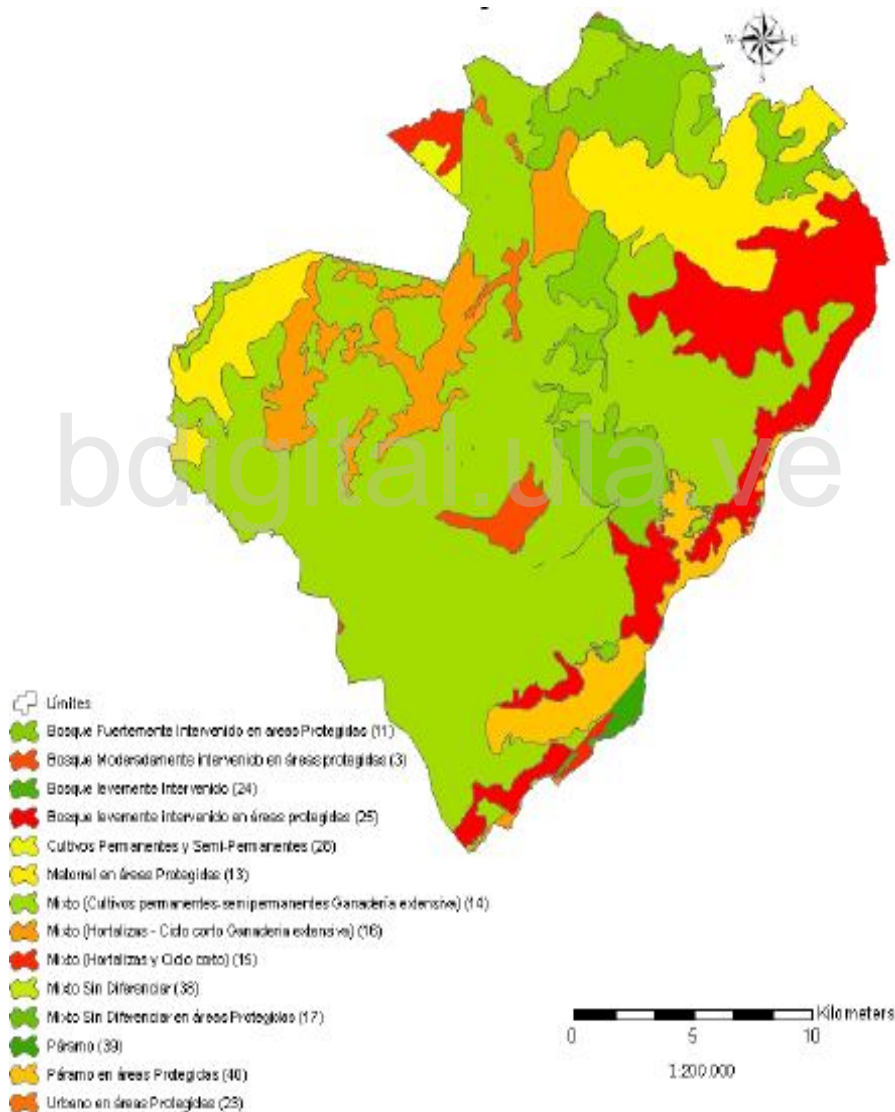 W E
S
bdigital.ula.ve
Límites
Bosque Fuertemente Intervenido en areas Protegidas (11)
Bosque Moderadamente intervenido en áreas protegidas (3)
Bosque levemente Intervenido (24)
Bosque levemente intervenido en áreas protegidas (25)
Cultivos Permanentes y Semi-Permanentes (26)
Matorral en áreas Protegidas (13)
Mixto (Cultivos permanentes-semipermanentes Ganadería extensiva) (14)
Mixto (Hortalizas - Ciclo corto Ganadería extensiva) (16)
Mixto (Hortalizas y Ciclo corto) (15)
Mixto Sin Diferenciar (38)
Mixto Sin Diferenciar en áreas Protegidas (17)
Páramo (39)
Páramo en áreas Protegidas (40)
Urbano en áreas Protegidas (23)
Kilometers
0 5 10
1:200.000